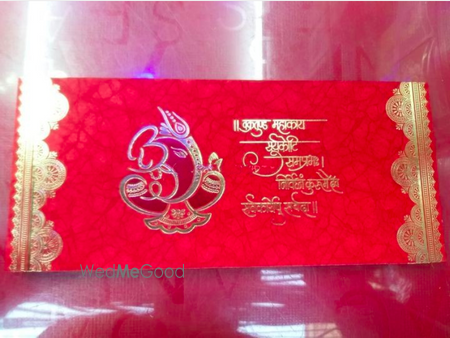 ॥ वक्रतुण्ड महाकाय
सूर्यकोटि
समप्रभः।
निर्विघ्नं कुरु मे देव
सर्वकार्येषु सर्वदा॥
WedMeGood